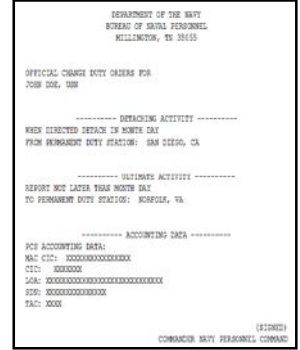 DEPARTMENT OF THE NAVY
BUREAU OF NAVAL PERSONNEL
MILLINGTON, TN 38055
OFFICIAL CHANGE DUTY ORDERS FOR
JOHN DOE, USN
---------- DETACHING ACTIVITY ----------
WHEN DIRECTED DETACH IN MONTH DAY
FROM PERMANENT DUTY STATION: SAN DIEGO, CA
---------- ULTIMATE ACTIVITY ----------
REPORT NOT LATER THAN MONTH DAY
TO PERMANENT DUTY STATION: NORFOLK, VA
---------- ACCOUNTING DATA ----------
PCS ACCOUNTING DATA:
MAC CIC: XXXXXXXXXXXXXXX
CIC: XXXXXXX
LOA: XXXXXXXXXXXXXXXXXXXXXXXXXX
SDN: XXXXXXXXXXXXXXX
TAC: XXXX
(SIGNED)
COMMANDER NAVY PERSONNEL COMMAND